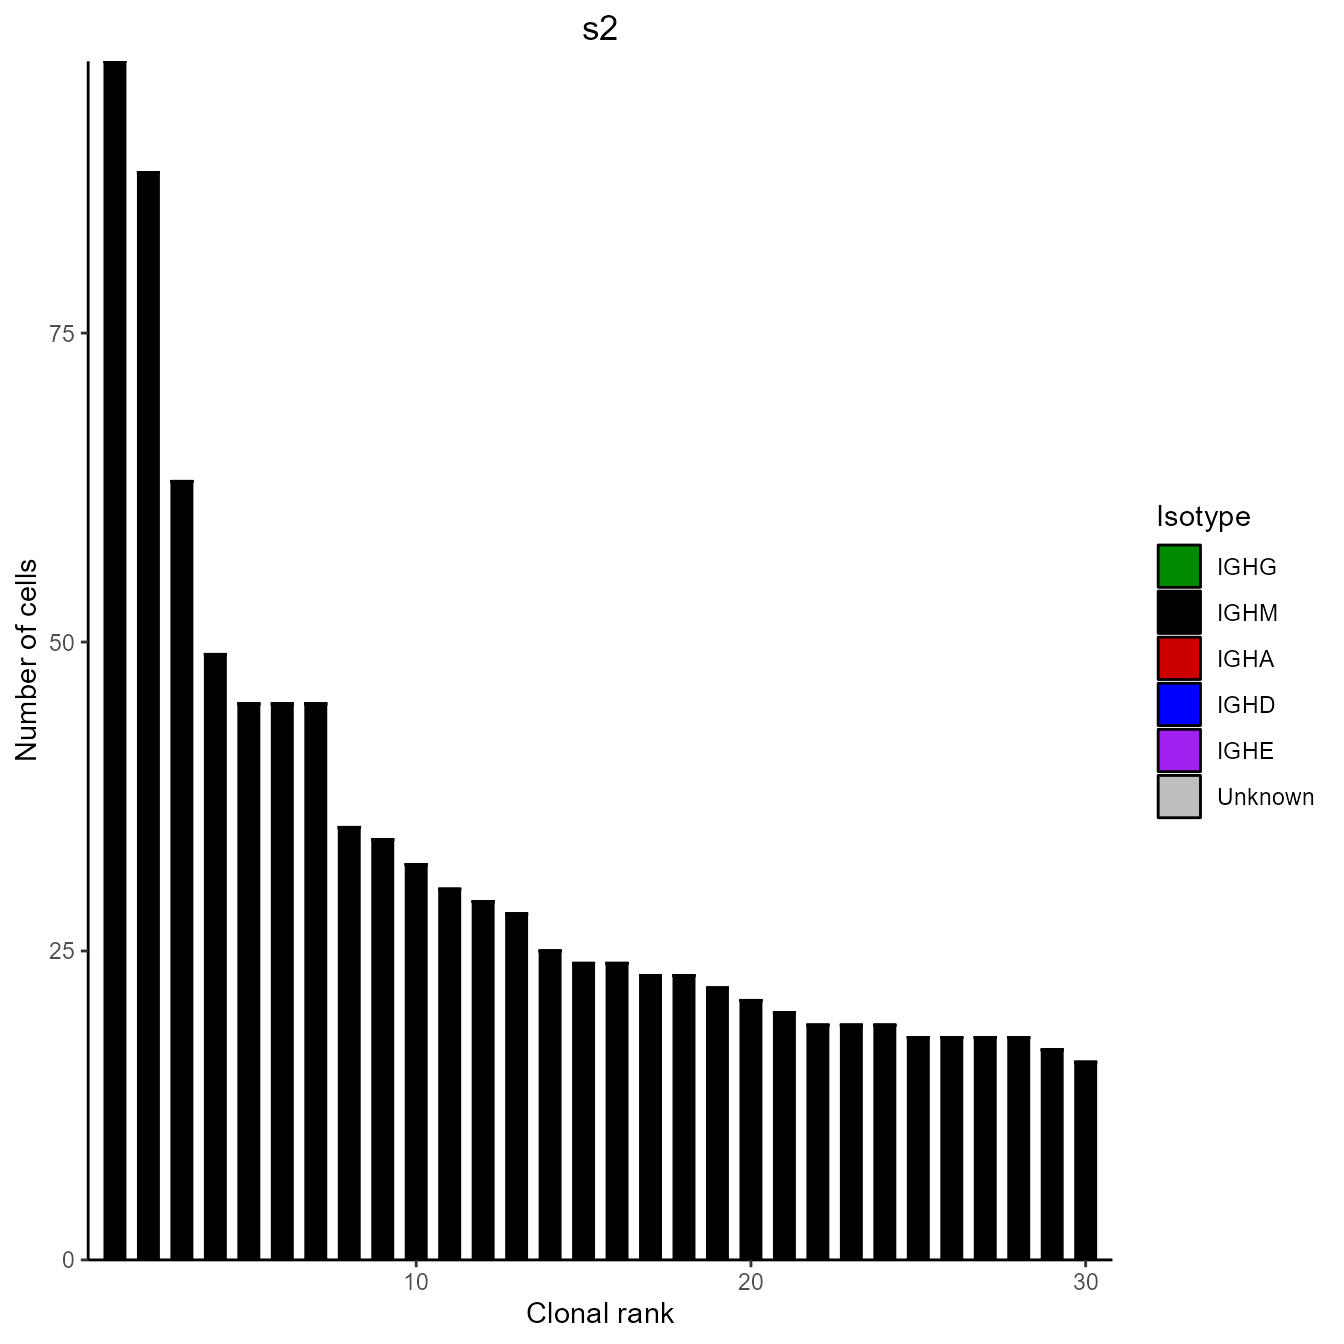 s2
Number of cells
75
50
25
0
10
20
30
Clonal rank
Isotype
IGHG
IGHM
IGHA
IGHD
IGHE
Unknown